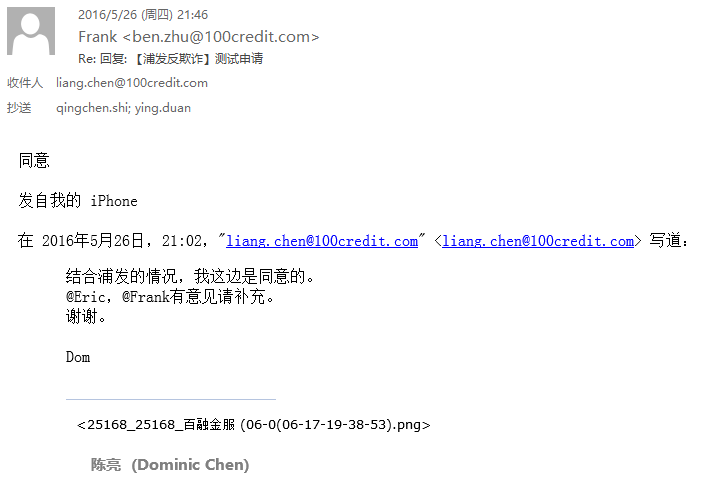 2016/5/26 (周四) 21:46
Frank <ben.zhu@100credit.com>
Re: 回复: 【浦发反欺诈】测试申请
收件人 liang.chen@100credit.com
抄送 qingchen.shi; ying.duan
同意
发自我的 iPhone
在 2016年5月26日，21:02，"liang.chen@100credit.com" <liang.chen@100credit.com> 写道：
结合浦发的情况，我这边是同意的。
@Eric，@Frank有意见请补充。
谢谢。
Dom
<25168_25168_百融金服 (06-0(06-17-19-38-53).png>
陈亮 (Dominic Chen)